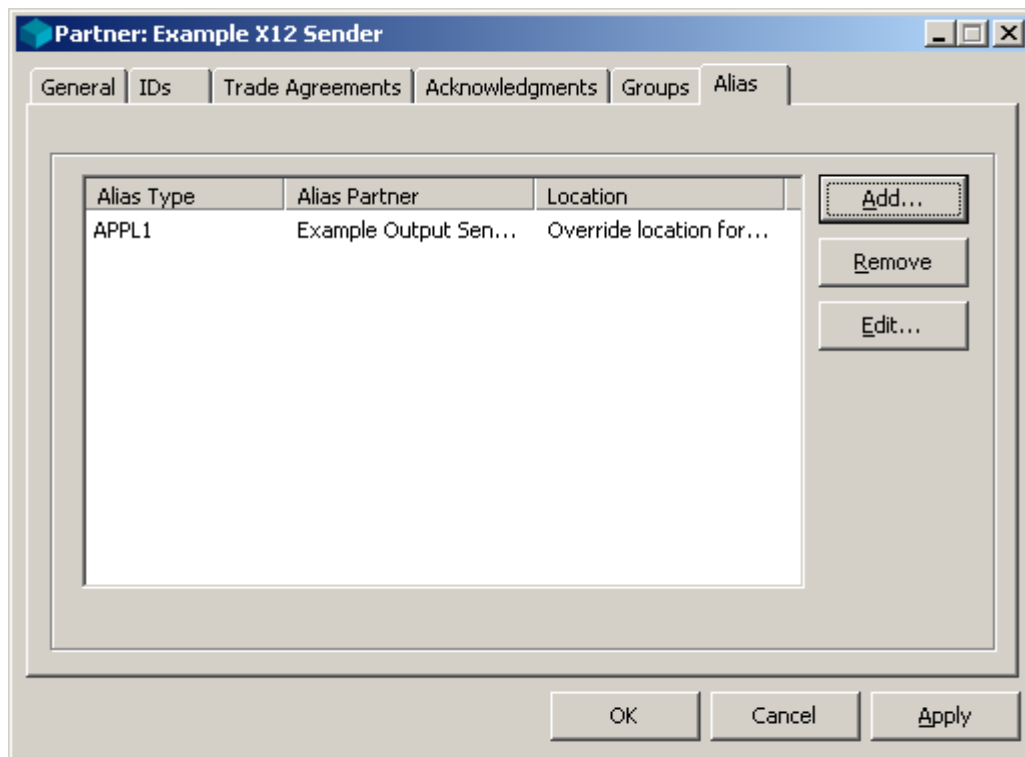 Partner: Example X12 Sender
General IDs Trade Agreements Acknowledgments Groups Alias
Alias Type Alias Partner Location
APPL1 Example Output Sen... Override location for...
Add...
Remove
Edit...
OK Cancel Apply